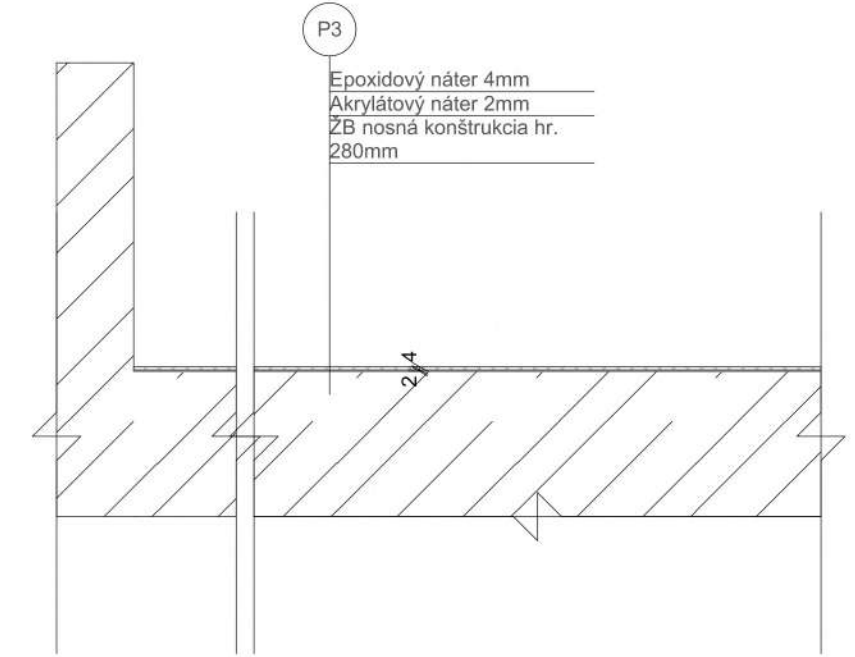 P3
Epoxidový náter 4mm
Akrylátový náter 2mm
ŽB nosná konštrukcia hr.
280mm
4
2